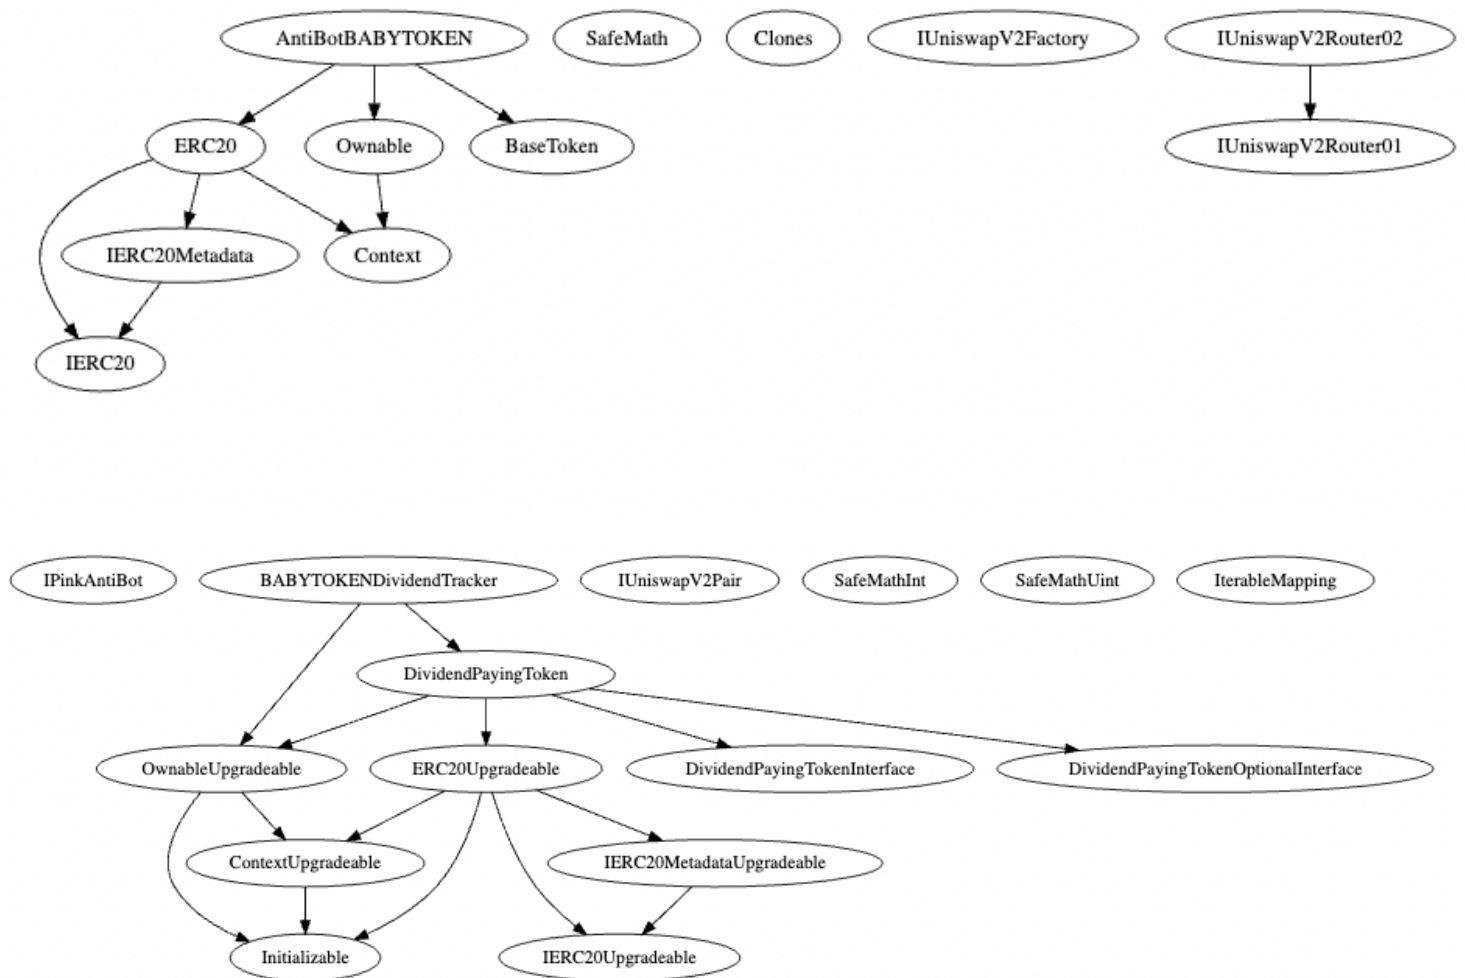 AntiBotBABYTOKEN
SafeMath
Clones
IUniswapV2Factory
IUniswapV2Router02
ERC20
Ownable
BaseToken
IUniswapV2Router01
IERC20Metadata
Context
IERC20
IPinkAntiBot
BABYTOKENDividendTracker
IUniswapV2Pair
SafeMathInt
SafeMathUint
IterableMapping
DividendPayingToken
OwnableUpgradeable
ERC20Upgradeable
DividendPayingTokenInterface
DividendPayingTokenOptionalInterface
ContextUpgradeable
IERC20MetadataUpgradeable
Initializable
IERC20Upgradeable